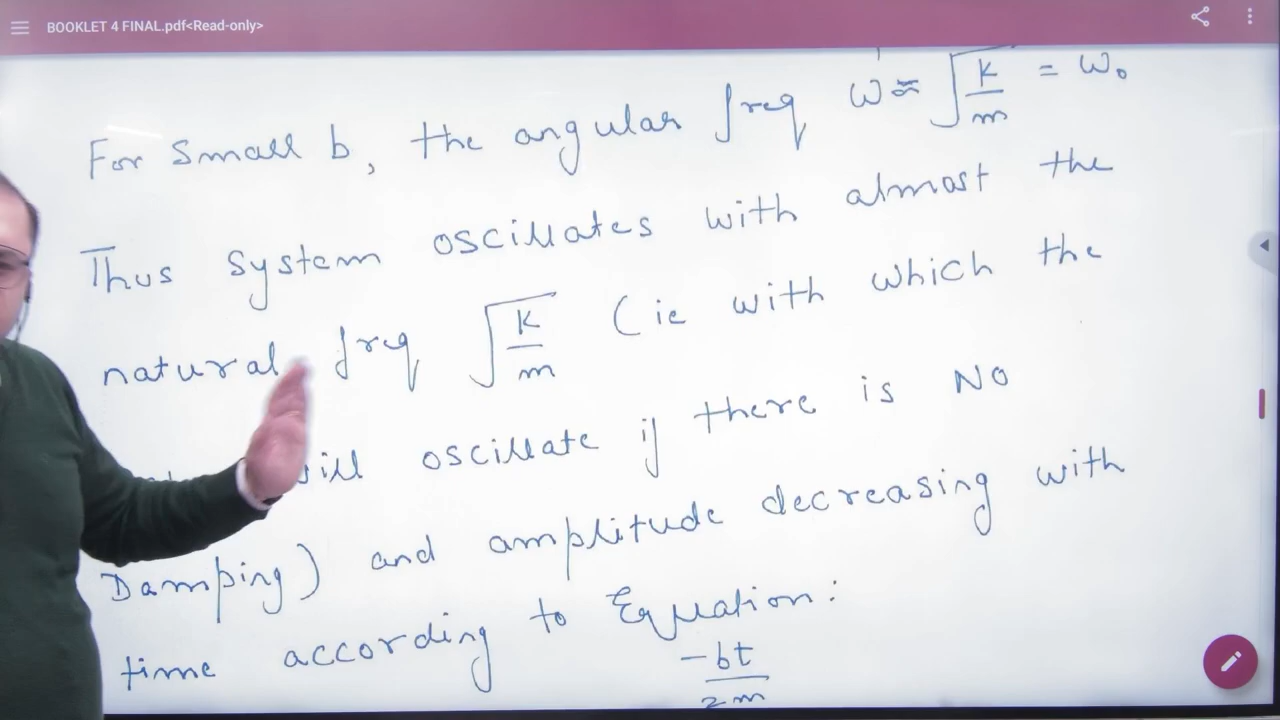 BOOKLET 4 FINAL.pdf<Read-only>
For small b, the angular freq ω ≈ √(k/m) = ω₀
Thus system oscillates with almost the
natural freq √(k/m) (ie with which the
will oscillate if there is NO
Damping) and amplitude decreasing with
time according to Equation:
-bt/2m